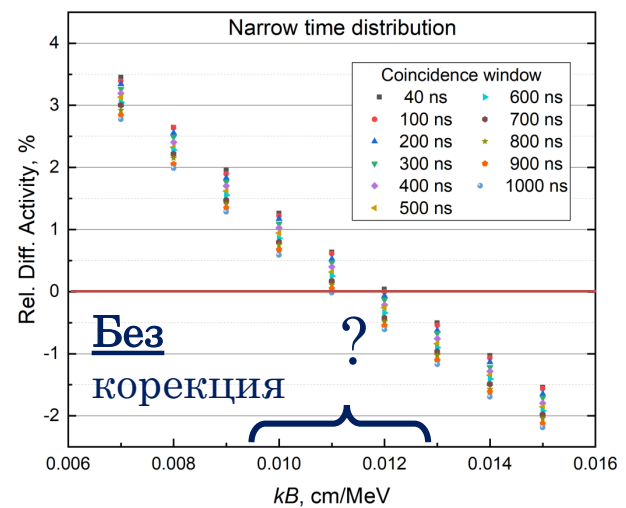 Narrow time distribution
Rel. Diff. Activity, %
4
3
2
1
0
-1
-2
Coincidence window
40 ns
100 ns
200 ns
300 ns
400 ns
500 ns
600 ns
700 ns
800 ns
900 ns
1000 ns
Без
корекция
?
0.006
0.008
0.010
0.012
0.014
0.016
kB, cm/MeV